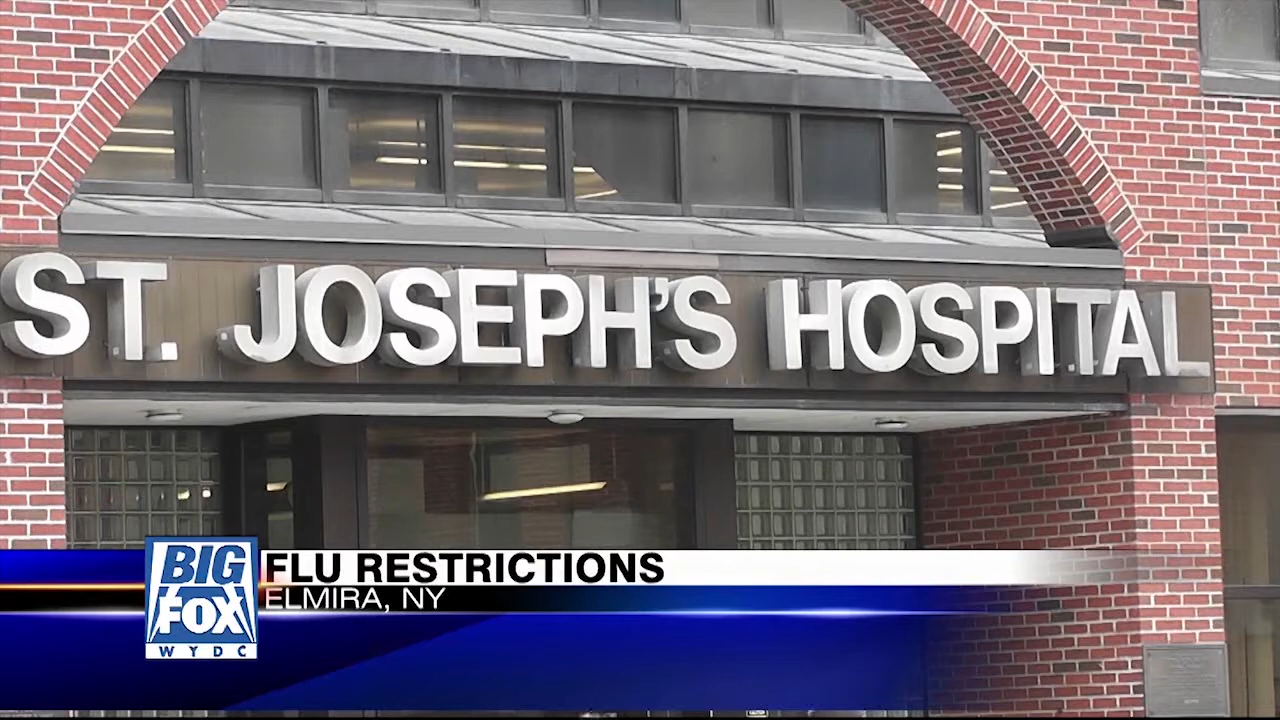 ST. JOSEPH'S HOSPITAL
FLU RESTRICTIONS
ELMIRA, NY
BIG
FOX
WYDC